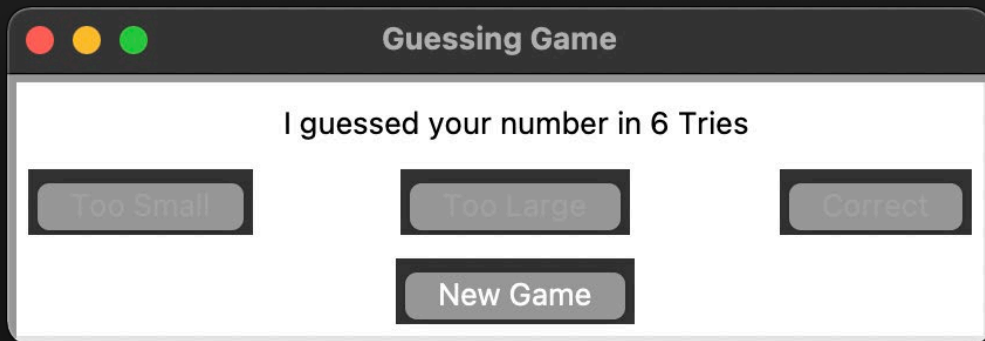 Guessing Game
I guessed your number in 6 Tries
Too Small Too Large Correct
New Game